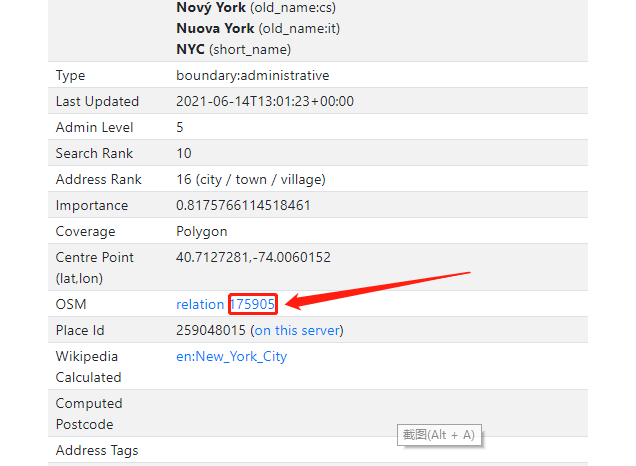 Nový York (old_name:cs)
Nuova York (old_name:it)
NYC (short_name)
Type boundary:administrative
Last Updated 2021-06-14T13:01:23+00:00
Admin Level 5
Search Rank 10
Address Rank 16 (city / town / village)
Importance 0.8175766114518461
Coverage Polygon
Centre Point (lat,lon) 40.7127281,-74.0060152
OSM relation 175905
Place Id 259048015 (on this server)
Wikipedia Calculated en:New_York_City
Computed Postcode
截图(Alt + A)
Address Tags